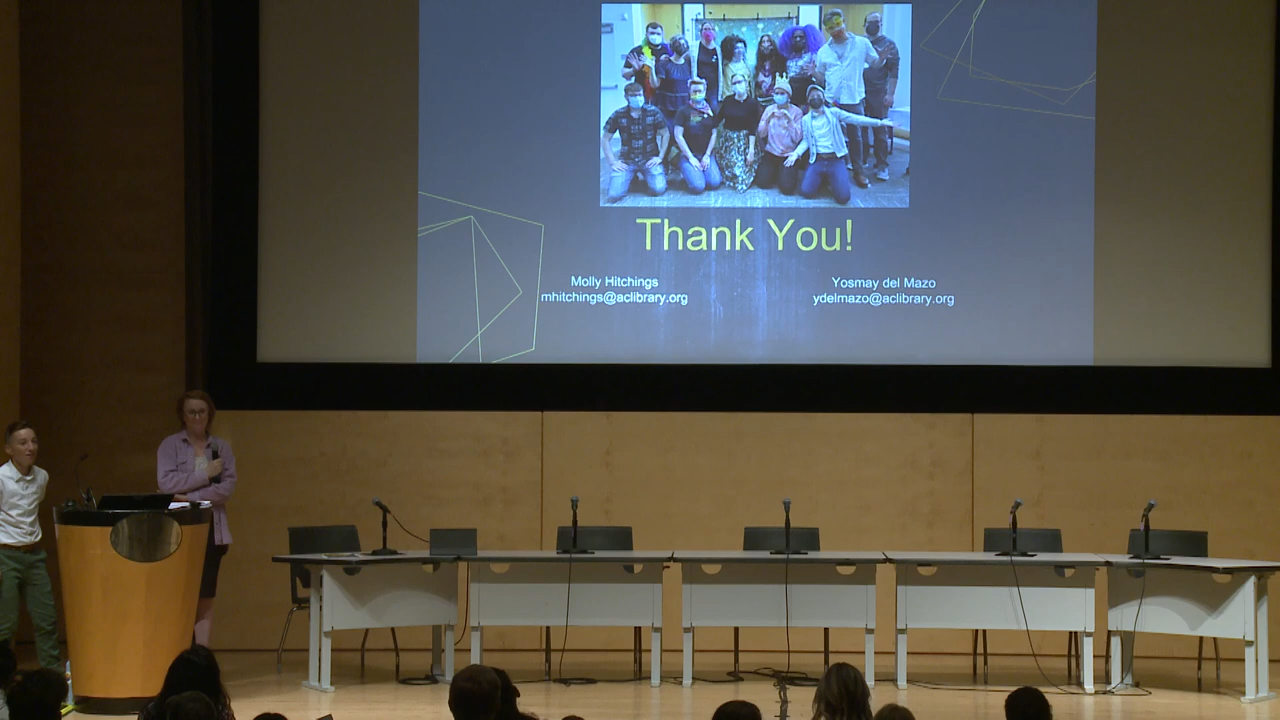 Thank You!
Molly Hitchings
mhitchings@aclibrary.org
Yosmay del Mazo
ydelmazo@aclibrary.org